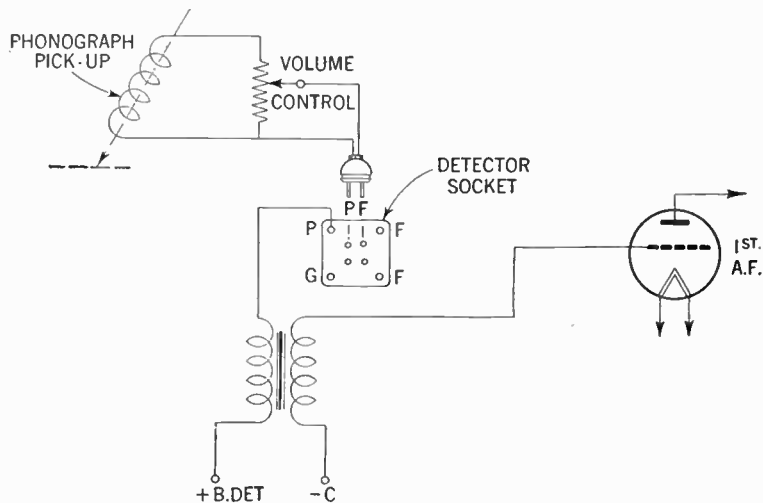 PHONOGRAPH
PICK-UP
VOLUME
CONTROL
DETECTOR
SOCKET
P F
P F
G F
1ST.
A.F.
+B.DET
-C